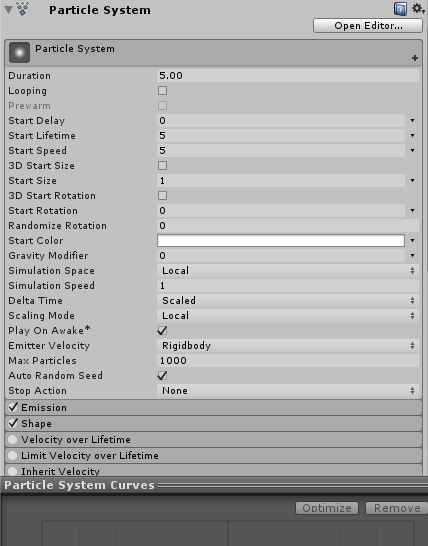 Particle System
Open Editor...
Particle System
Duration 5.00
Looping
Prewarm
Start Delay 0
Start Lifetime 5
Start Speed 5
3D Start Size
Start Size 1
3D Start Rotation
Start Rotation 0
Randomize Rotation 0
Start Color
Gravity Modifier 0
Simulation Space Local
Simulation Speed 1
Delta Time Scaled
Scaling Mode Local
Play On Awake*
Emitter Velocity Rigidbody
Max Particles 1000
Auto Random Seed
Stop Action None
Emission
Shape
Velocity over Lifetime
Limit Velocity over Lifetime
Inherit Velocity
Particle System Curves
Optimize Remove